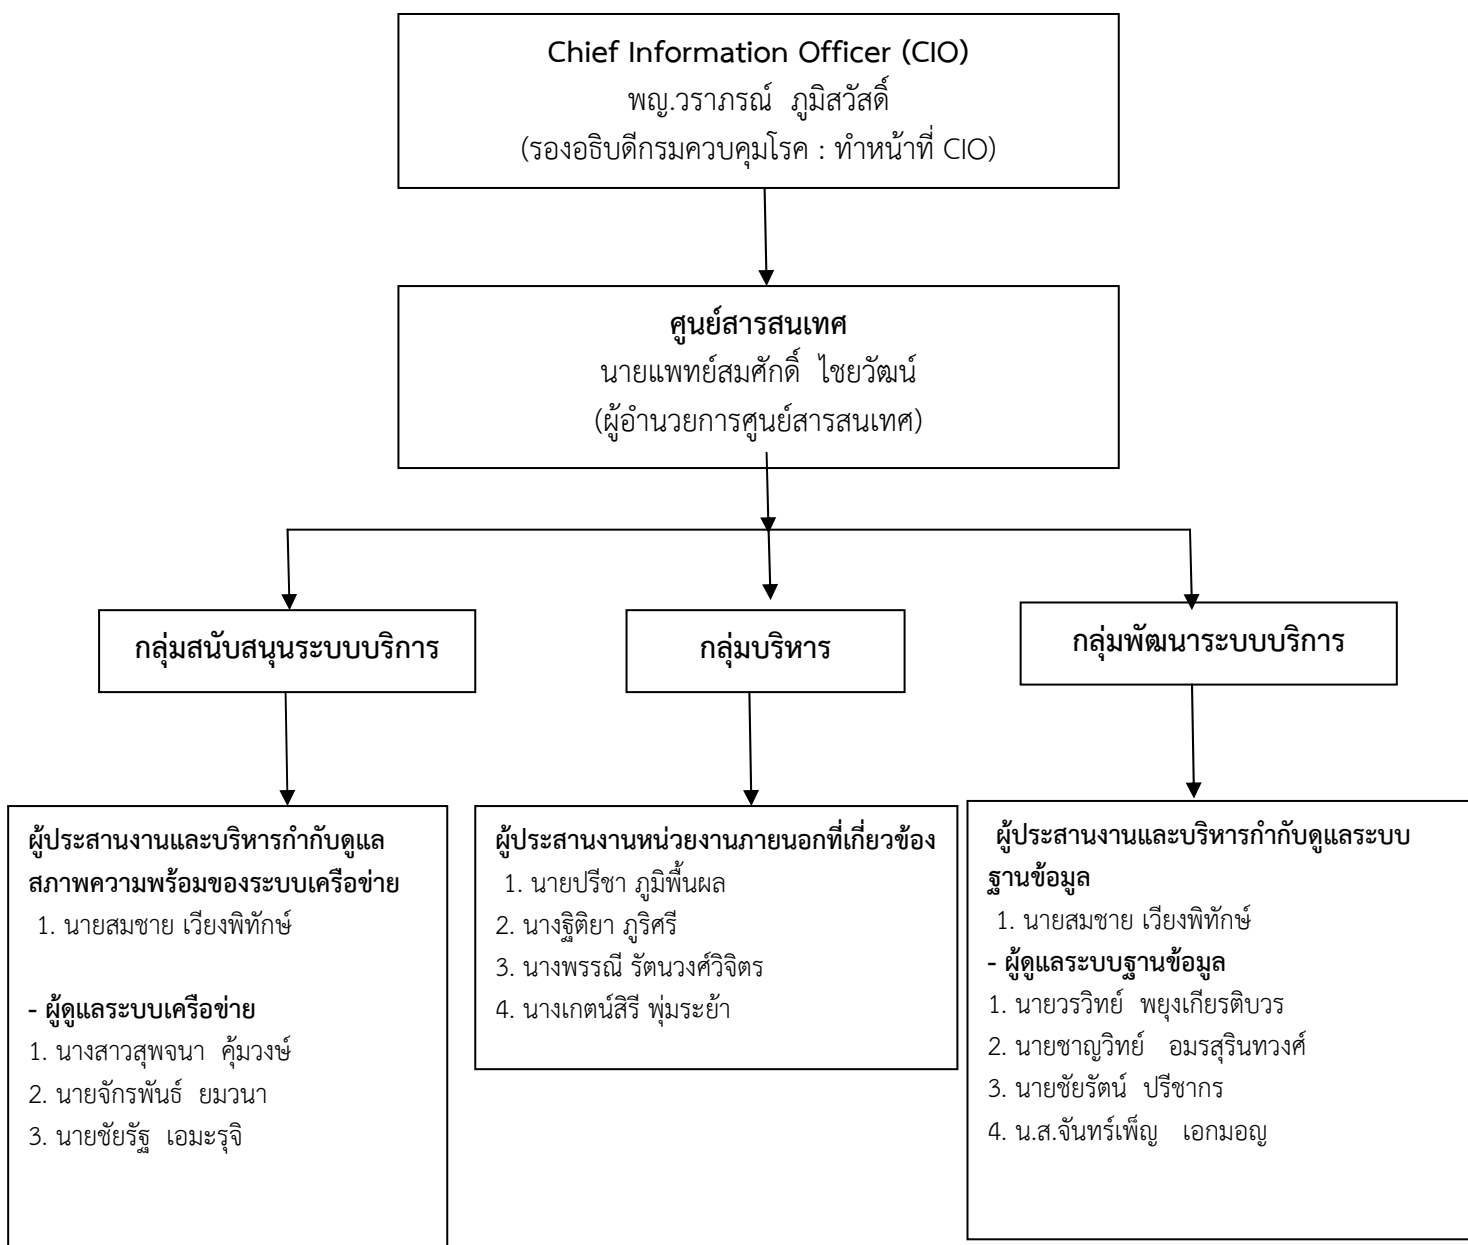 Chief Information Officer (CIO)
พญ.วราภรณ์ ภูมิสวัสดิ์
(รองอธิบดีกรมควบคุมโรค : ทำหน้าที่ CIO)
ศูนย์สารสนเทศ
นายแพทย์สมศักดิ์ ไชยวัฒน์
(ผู้อำนวยการศูนย์สารสนเทศ)
กลุ่มสนับสนุนระบบบริการ
กลุ่มบริหาร
กลุ่มพัฒนาระบบบริการ
ผู้ประสานงานและบริหารกำกับดูแล
สภาพความพร้อมของระบบเครือข่าย
1. นายสมชาย เวียงพิทักษ์
- ผู้ดูแลระบบเครือข่าย
1. นางสาวสุพจนา คุ้มวงษ์
2. นายจักรพันธ์ ยมวนา
3. นายชัยรัฐ เอมะรุจิ
ผู้ประสานงานหน่วยงานภายนอกที่เกี่ยวข้อง
1. นายปรีชา ภูมิพื้นผล
2. นางฐิติยา ภูริศรี
3. นางพรรณี รัตนวงศ์วิจิตร
4. นางเกตน์สิรี พุ่มระย้า
ผู้ประสานงานและบริหารกำกับดูแลระบบ
ฐานข้อมูล
1. นายสมชาย เวียงพิทักษ์
- ผู้ดูแลระบบฐานข้อมูล
1. นายวรวิทย์ พยุงเกียรติบวร
2. นายชาญวิทย์ อมรสุรินทวงศ์
3. นายชัยรัตน์ ปรีชากร
4. น.ส.จันทร์เพ็ญ เอกมอญ